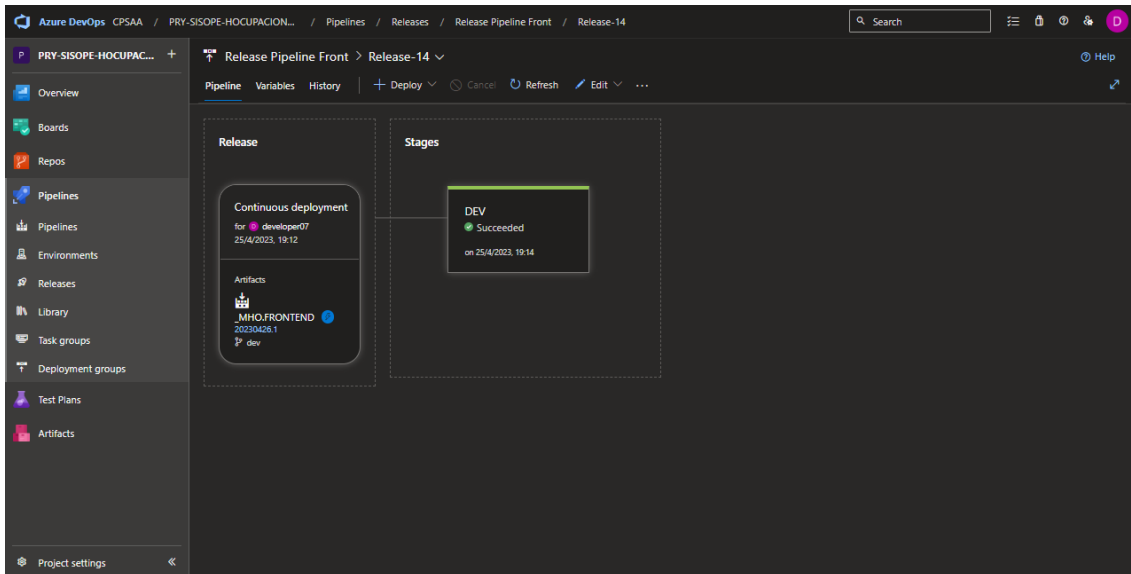 Azure DevOps CPSAA / PRY-SISOPE-HOCUPACION... / Pipelines / Releases / Release Pipeline Front / Release-14
Search
D
P PRY-SISOPE-HOCUPAC... +
Release Pipeline Front > Release-14
Help
Pipeline Variables History + Deploy Cancel Refresh Edit ...
Overview
Boards
Repos
Pipelines
Pipelines
Environments
Releases
Library
Task groups
Deployment groups
Test Plans
Artifacts
Project settings
Release
Continuous deployment
for D developer07
25/4/2023, 19:12
Artifacts
_MHO.FRONTEND
20230426.1
dev
Stages
DEV
Succeeded
on 25/4/2023, 19:14